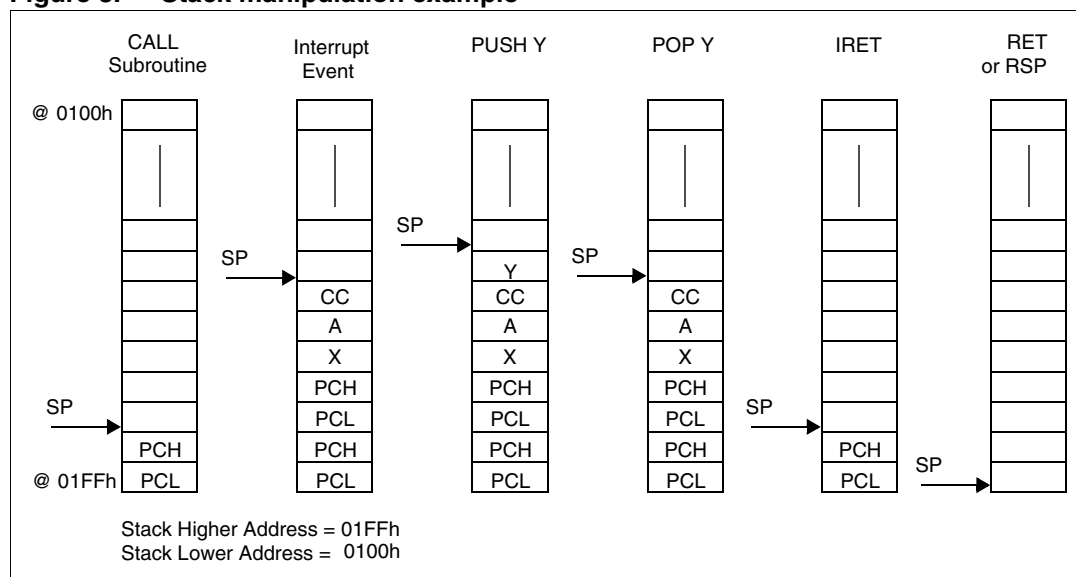 Figure 8. Stack manipulation example
CALL
Subroutine
Interrupt
Event
PUSH Y
POP Y
IRET
RET
or RSP
@ 0100h
SP
PCH
@ 01FFh PCL
SP
CC
A
X
PCH
PCL
PCH
PCL
SP
Y
CC
A
X
PCH
PCL
PCH
PCL
SP
CC
A
X
PCH
PCL
PCH
PCL
SP
PCH
PCL
SP
Stack Higher Address = 01FFh
Stack Lower Address = 0100h